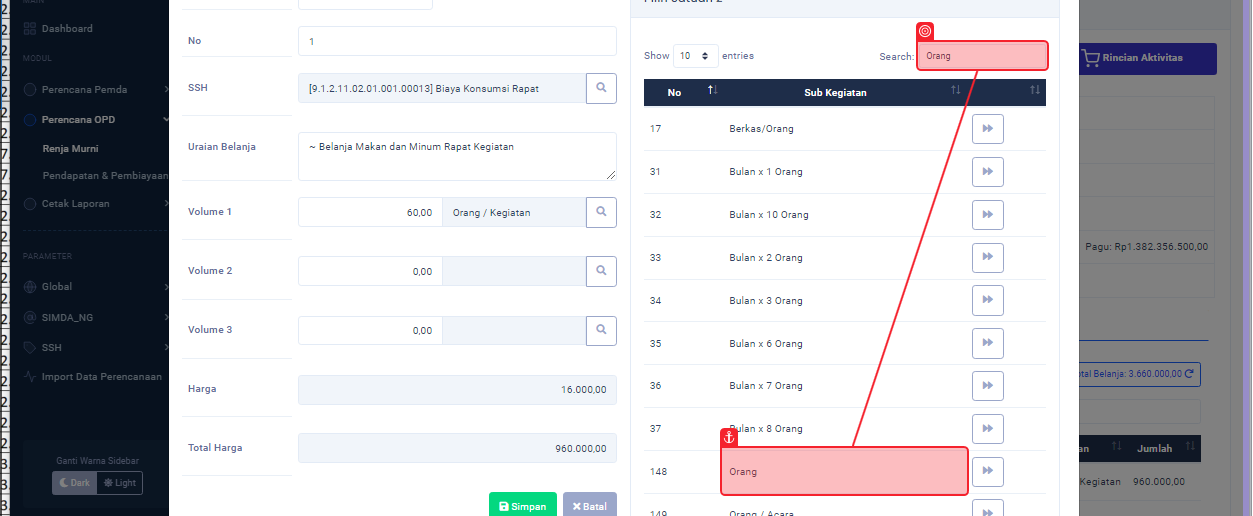 MAIN
Dashboard
MODUL
Perencana Pemda
Perencana OPD
Renja Murni
Pendapatan & Pembiayaan
Cetak Laporan
PARAMETER
Global
SIMDA_NG
SSH
Import Data Perencanaan
Ganti Warna Sidebar
Dark Light
No 1
SSH [9.1.2.11.02.01.001.00013] Biaya Konsumsi Rapat
Uraian Belanja ~ Belanja Makan dan Minum Rapat Kegiatan
Volume 1 60,00 Orang / Kegiatan
Volume 2 0,00
Volume 3 0,00
Harga 16.000,00
Total Harga 960.000,00
Simpan Batal
Show 10 entries Search: Orang
No Sub Kegiatan
17 Berkas/Orang
31 Bulan x 1 Orang
32 Bulan x 10 Orang
33 Bulan x 2 Orang
34 Bulan x 3 Orang
35 Bulan x 6 Orang
36 Bulan x 7 Orang
37 Bulan x 8 Orang
148 Orang
149 Orang / Acara
Rincian Aktivitas
Pagu: Rp1.382.356.500,00
tal Belanja: 3.660.000,00
an Jumlah
Kegiatan 960.000,00